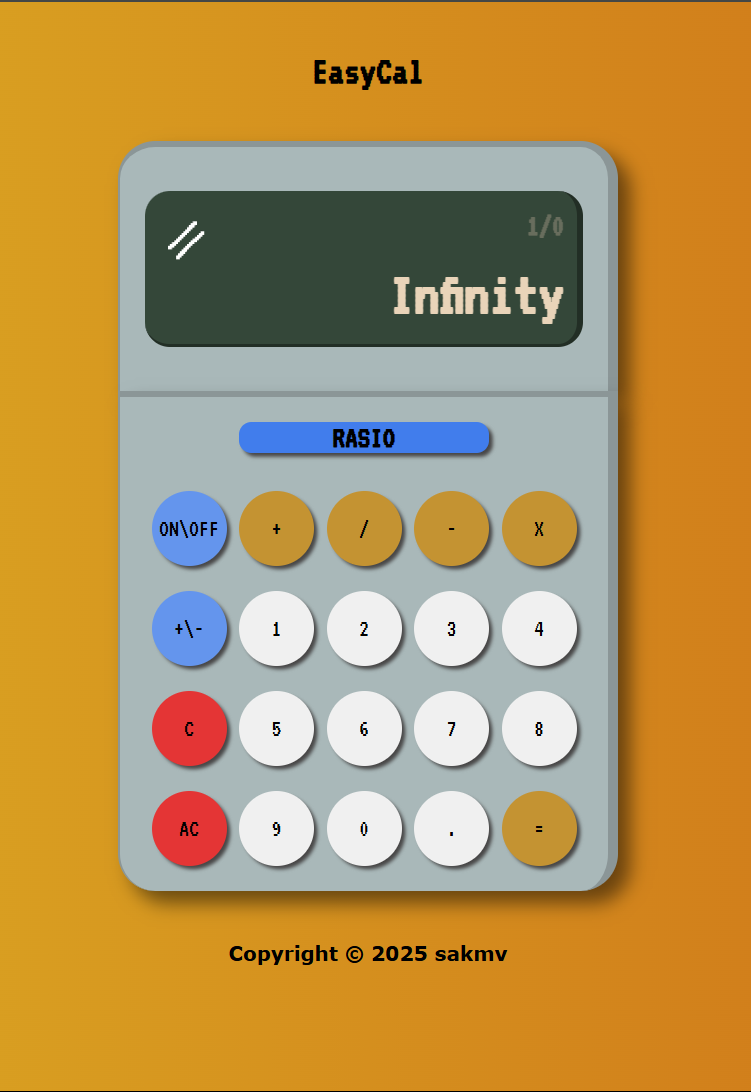 EasyCal
1/0
Infinity
RASIO
ON\OFF + / - X
+\- 1 2 3 4
C 5 6 7 8
AC 9 0 . =
Copyright © 2025 sakmv